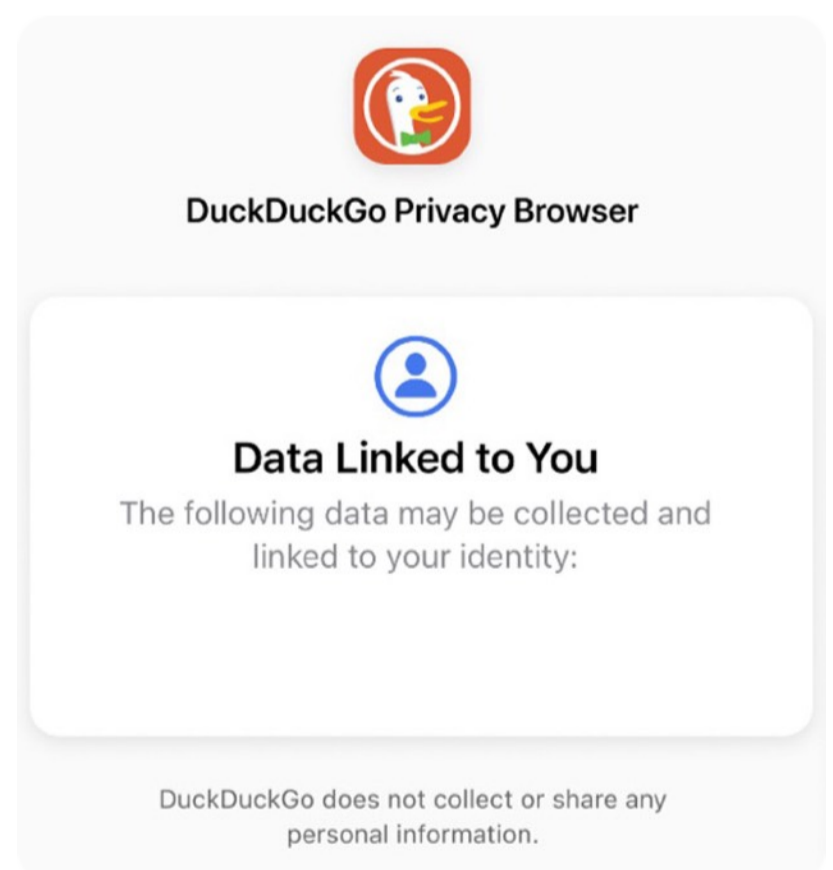 DuckDuckGo Privacy Browser
Data Linked to You
The following data may be collected and
linked to your identity:
DuckDuckGo does not collect or share any
personal information.